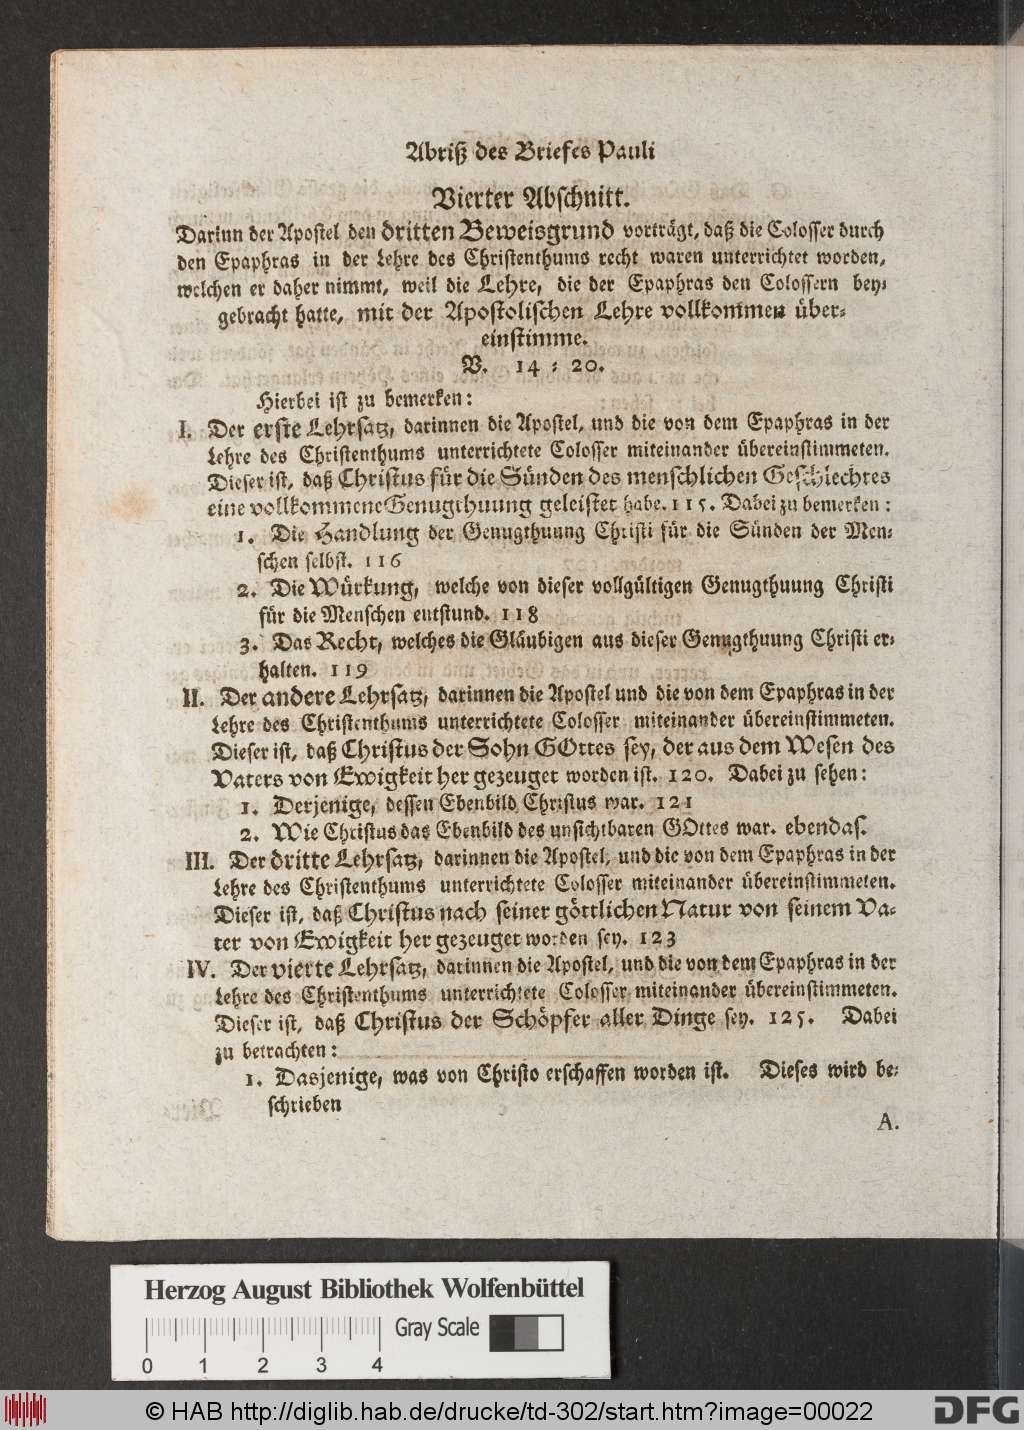 Abriß des Briefes Pauli
Vierter Abschnitt.
Darinn der Apostel den dritten Beweisgrund vorträgt, daß die Colosser durch
den Epaphras in der Lehre des Christenthums recht waren unterrichtet worden,
welchen er daher nimmt, weil die Lehre, die der Epaphras den Colossern bey-
gebracht hatte, mit der Apostolischen Lehre vollkommen über-
einstimme.
V. 14 : 20.
Hierbei ist zu bemerken:
I. Der erste Lehrsatz, darinnen die Apostel, und die von dem Epaphras in der
Lehre des Christenthums unterrichtete Colosser miteinander übereinstimmeten.
Dieser ist, daß Christus für die Sünden des menschlichen Geschlechtes
eine vollkommene Genugthuung geleistet habe. 115. Dabei zu bemerken:
1. Die Handlung der Genugthuung Christi für die Sünden der Men-
schen selbst. 116
2. Die Würkung, welche von dieser vollgültigen Genugthuung Christi
für die Menschen entstund. 118
3. Das Recht, welches die Gläubigen aus dieser Genugthuung Christi er-
halten. 119
II. Der andere Lehrsatz, darinnen die Apostel und die von dem Epaphras in der
Lehre des Christenthums unterrichtete Colosser miteinander übereinstimmeten.
Dieser ist, daß Christus der Sohn GOttes sey, der aus dem Wesen des
Vaters von Ewigkeit her gezeuget worden ist. 120. Dabei zu sehen:
1. Derjenige, dessen Ebenbild Christus war. 121
2. Wie Christus das Ebenbild des unsichtbaren GOttes war. ebendas.
III. Der dritte Lehrsatz, darinnen die Apostel, und die von dem Epaphras in der
Lehre des Christenthums unterrichtete Colosser miteinander übereinstimmeten.
Dieser ist, daß Christus nach seiner göttlichen Natur von seinem Va-
ter von Ewigkeit her gezeuget worden sey. 123
IV. Der vierte Lehrsatz, darinnen die Apostel, und die von dem Epaphras in der
Lehre des Christenthums unterrichtete Colosser miteinander übereinstimmeten.
Dieser ist, daß Christus der Schöpfer aller Dinge sey. 125. Dabei
zu betrachten:
1. Dasjenige, was von Christo erschaffen worden ist. Dieses wird be-
schrieben
A.
Herzog August Bibliothek Wolfenbüttel
Gray Scale
0 1 2 3 4
© HAB http://diglib.hab.de/drucke/td-302/start.htm?image=00022
DFG